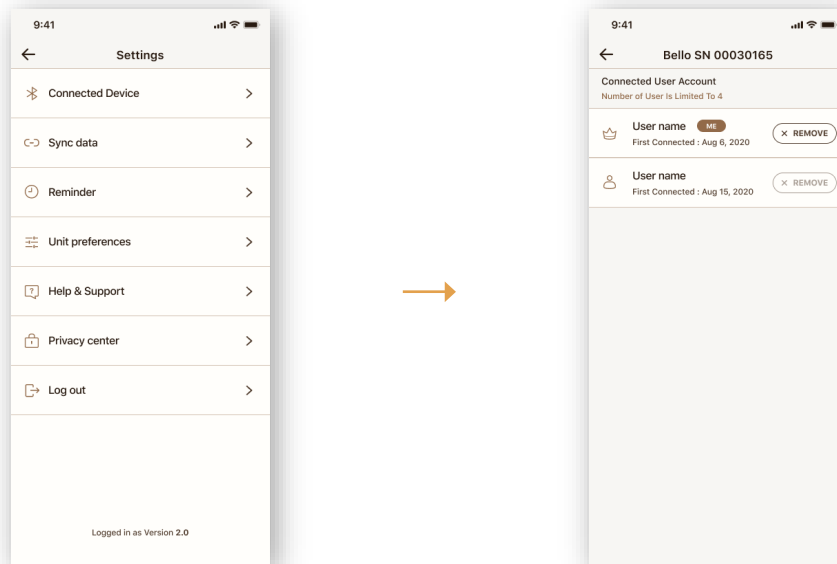 9:41
Settings
Connected Device
Sync data
Reminder
Unit preferences
Help & Support
Privacy center
Log out
Logged in as Version 2.0
9:41
Bello SN 00030165
Connected User Account
Number of User Is Limited To 4
User name ME
First Connected : Aug 6, 2020
× REMOVE
User name
First Connected : Aug 15, 2020
× REMOVE